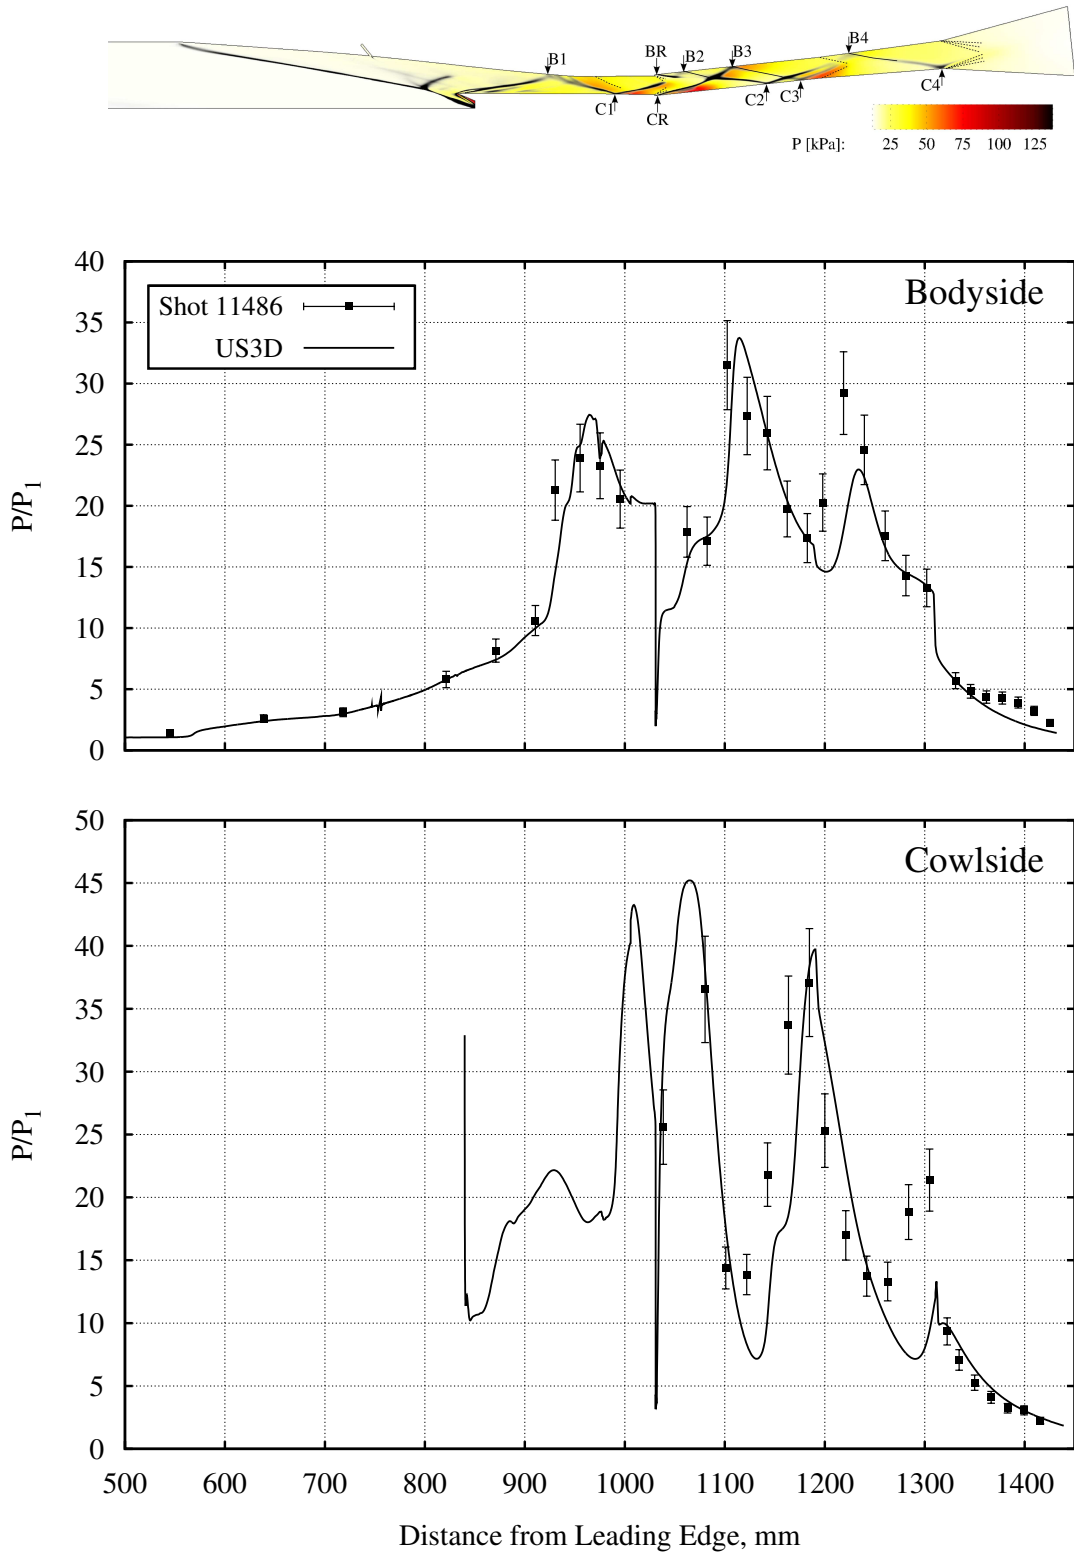 B1
BR
B2
B3
B4
C1
CR
C2
C3
C4
P [kPa]:
25 50 75 100 125
Bodyside
Shot 11486
US3D
P/P1
40
35
30
25
20
15
10
5
0
Cowlside
P/P1
50
45
40
35
30
25
20
15
10
5
0
500 600 700 800 900 1000 1100 1200 1300 1400
Distance from Leading Edge, mm